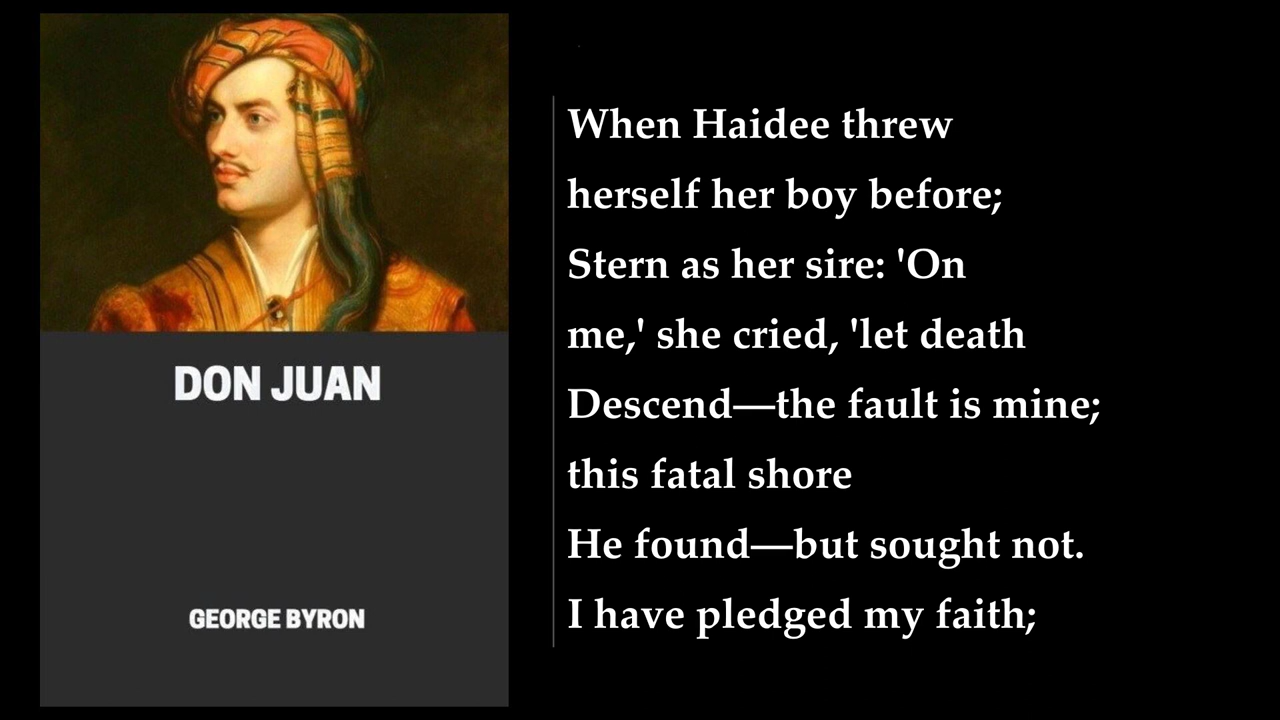 DON JUAN
GEORGE BYRON
When Haidee threw
herself her boy before;
Stern as her sire: 'On
me,' she cried, 'let death
Descend—the fault is mine;
this fatal shore
He found—but sought not.
I have pledged my faith;